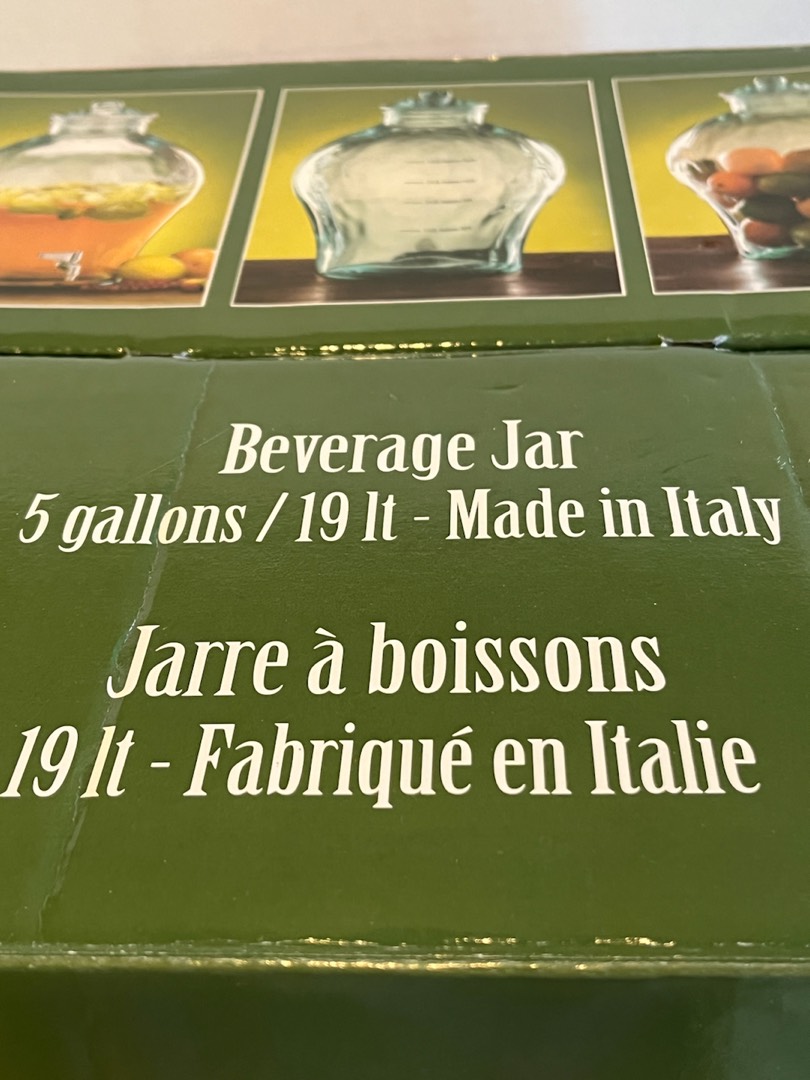 Beverage Jar
5 gallons / 19 lt - Made in Italy
Jarre à boissons
19 lt - Fabriqué en Italie